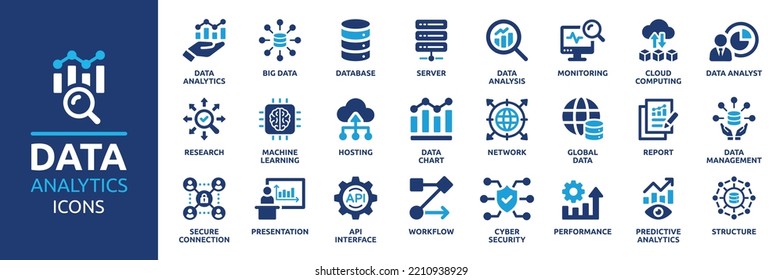 DATA
ANALYTICS
ICONS
DATA
ANALYTICS
BIG DATA
DATABASE
SERVER
DATA
ANALYSIS
MONITORING
CLOUD
COMPUTING
DATA ANALYST
RESEARCH
MACHINE
LEARNING
HOSTING
DATA
CHART
NETWORK
GLOBAL
DATA
REPORT
DATA
MANAGEMENT
SECURE
CONNECTION
PRESENTATION
API
API
INTERFACE
WORKFLOW
CYBER
SECURITY
PERFORMANCE
PREDICTIVE
ANALYTICS
STRUCTURE
shutterstock.com · 2210938929